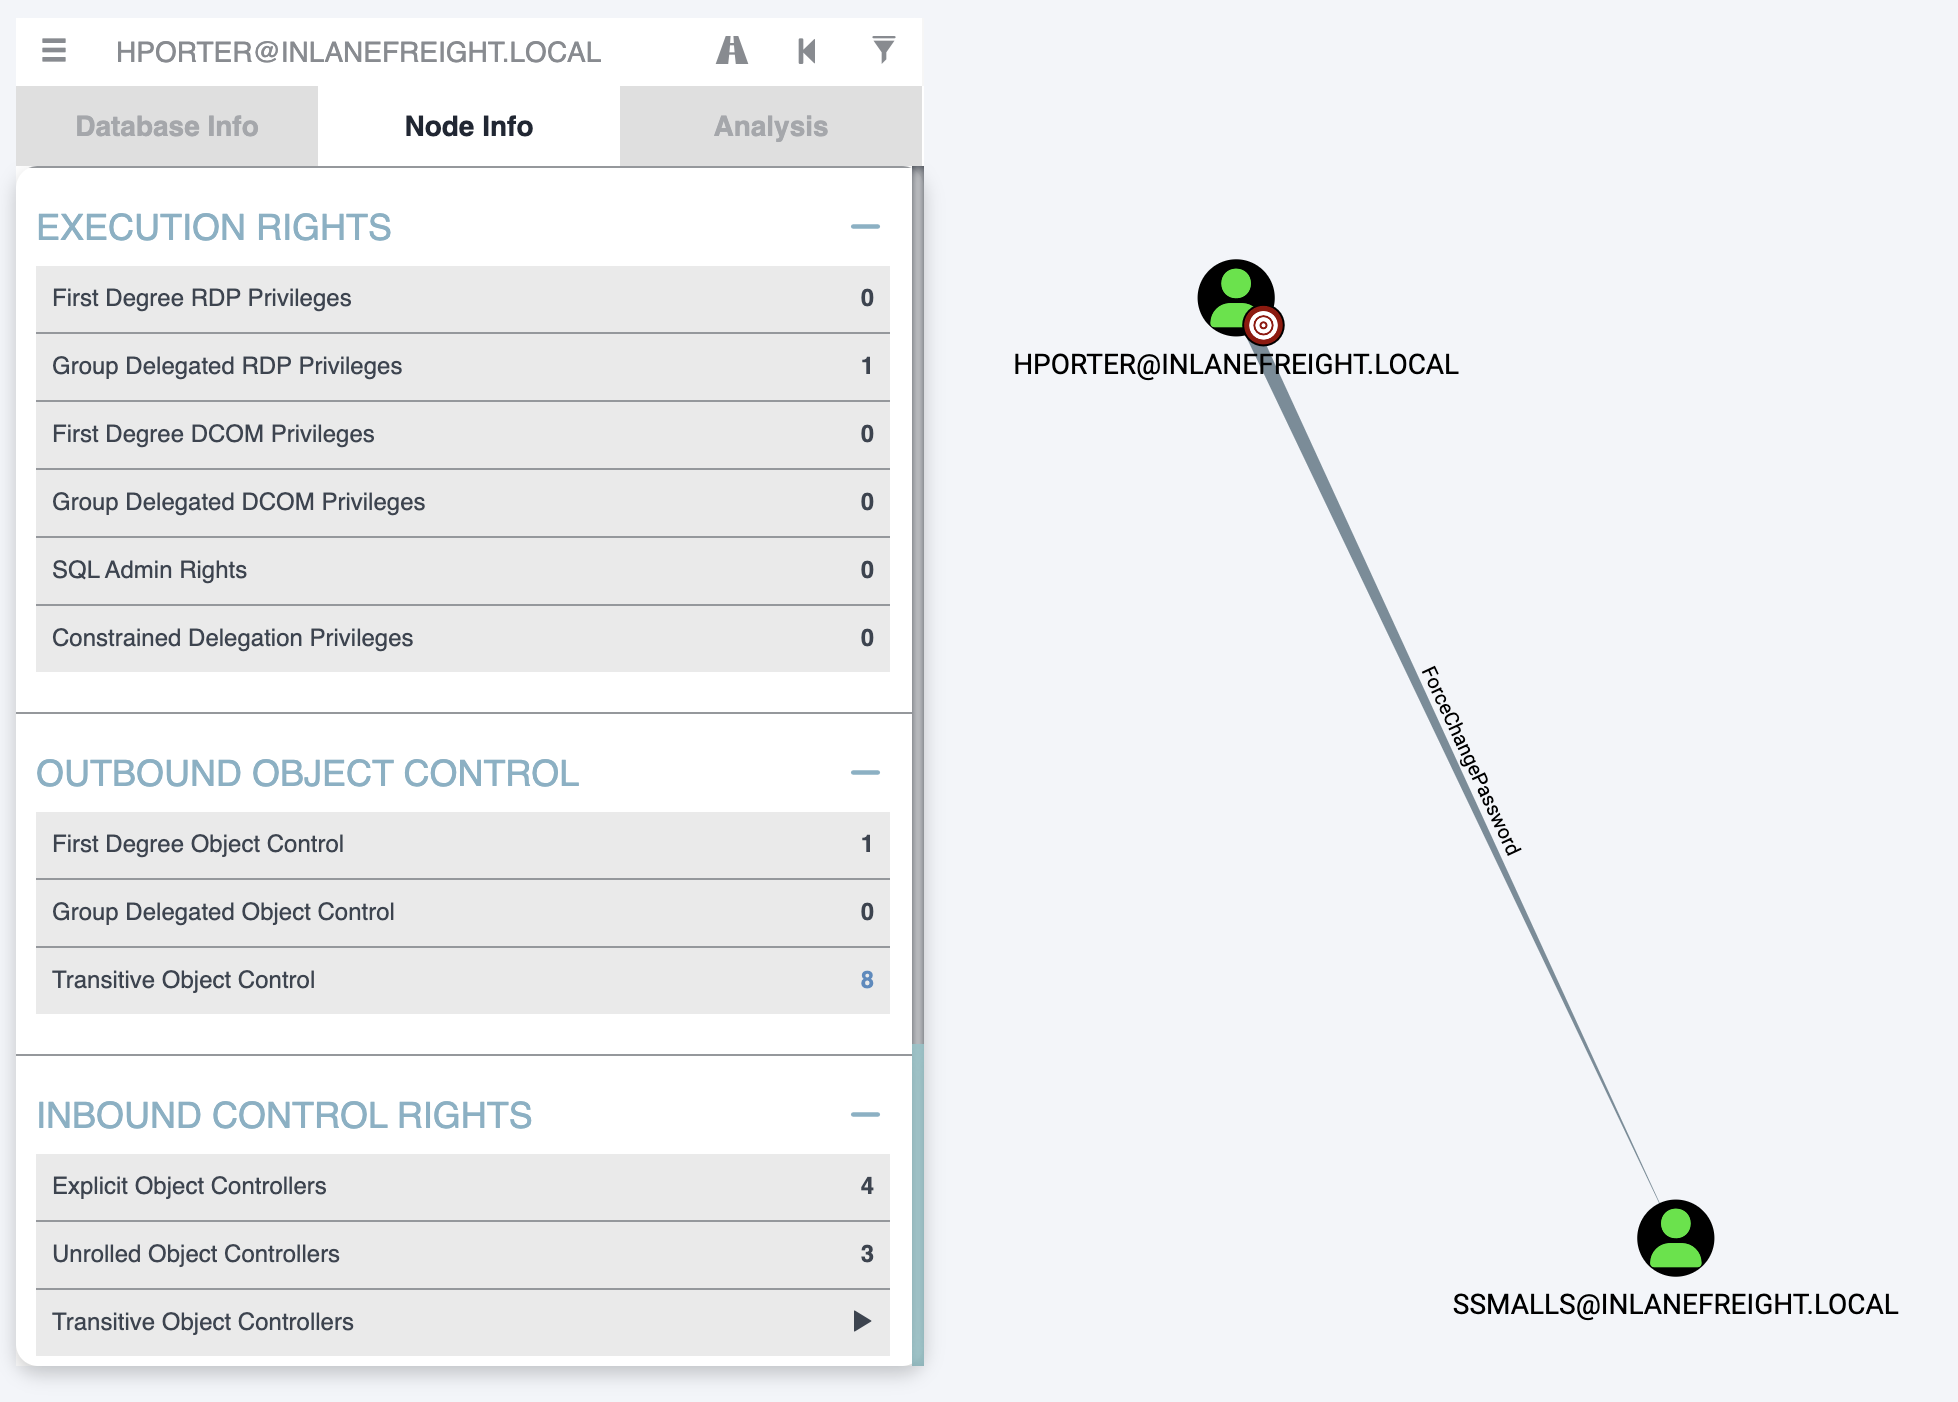 HPORTER@INLANEFREIGHT.LOCAL
Database Info
Node Info
Analysis
EXECUTION RIGHTS
First Degree RDP Privileges 0
Group Delegated RDP Privileges 1
First Degree DCOM Privileges 0
Group Delegated DCOM Privileges 0
SQL Admin Rights 0
Constrained Delegation Privileges 0
OUTBOUND OBJECT CONTROL
First Degree Object Control 1
Group Delegated Object Control 0
Transitive Object Control 8
INBOUND CONTROL RIGHTS
Explicit Object Controllers 4
Unrolled Object Controllers 3
Transitive Object Controllers
HPORTER@INLANEFREIGHT.LOCAL
ForceChangePassword
SSMALLS@INLANEFREIGHT.LOCAL